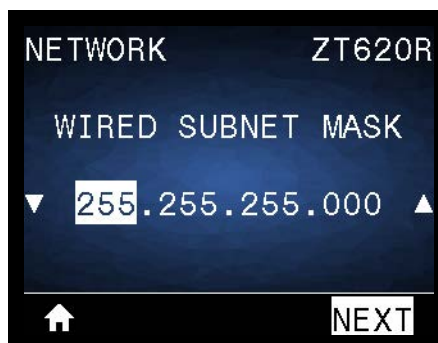 NETWORK ZT620R
WIRED SUBNET MASK
255.255.255.000
NEXT